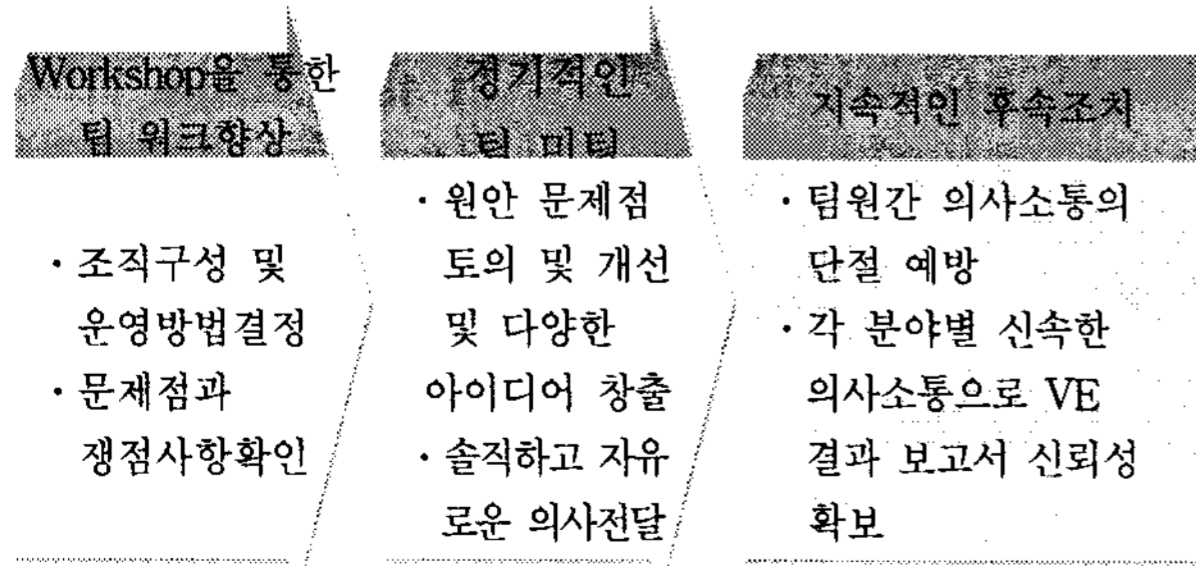 Workshop을 통한
팀 워크향상
· 조직구성 및
운영방법결정
· 문제점과
쟁점사항확인
정기적인
팀 미팅
· 원안 문제점
토의 및 개선
및 다양한
아이디어 창출
· 솔직하고 자유
로운 의사전달
지속적인 후속조치
· 팀원간 의사소통의
단절 예방
· 각 분야별 신속한
의사소통으로 VE
결과 보고서 신뢰성
확보